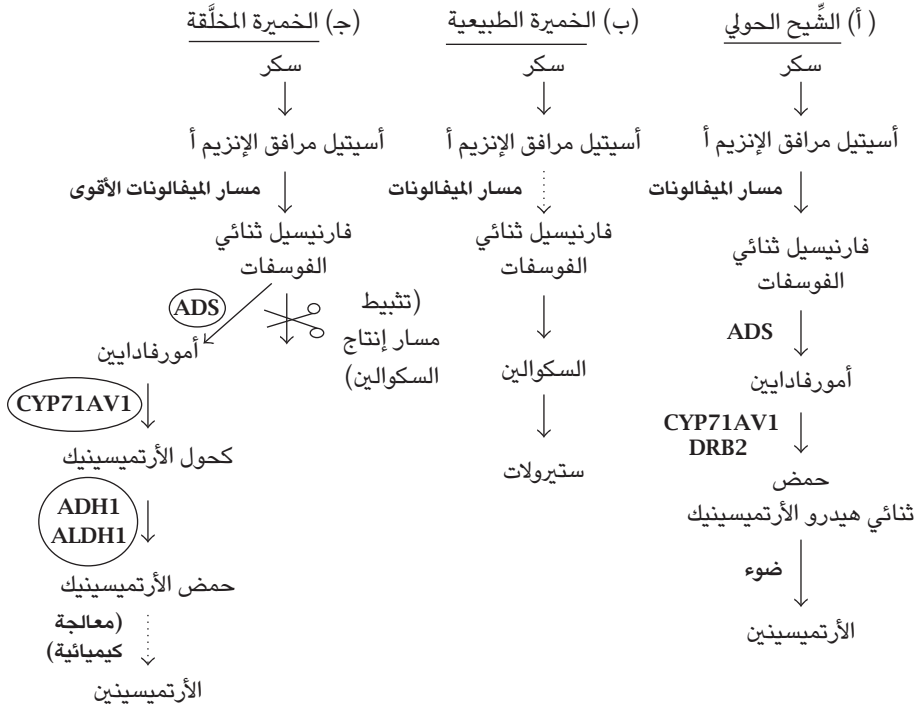 (أ) الشِّيح الحولي
سكر
أسيتيل مرافق الإنزيم أ
مسار الميفالونات
فارنيسيل ثنائي
الفوسفات
ADS
أمورفادايين
CYP71AV1
DRB2
حمض
ثنائي هيدرو الأرتميسينيك
ضوء
الأرتميسينين
(ب) الخميرة الطبيعية
سكر
أسيتيل مرافق الإنزيم أ
مسار الميفالونات
فارنيسيل ثنائي
الفوسفات
السكوالين
ستيرولات
(ج) الخميرة المخلَّقة
سكر
أسيتيل مرافق الإنزيم أ
مسار الميفالونات الأقوى
فارنيسيل ثنائي
الفوسفات
(تثبيط
مسار إنتاج
السكوالين)
ADS
أمورفادايين
CYP71AV1
كحول الأرتميسينيك
ADH1
ALDH1
حمض الأرتميسينيك
(معالجة
كيميائية)
الأرتميسينين